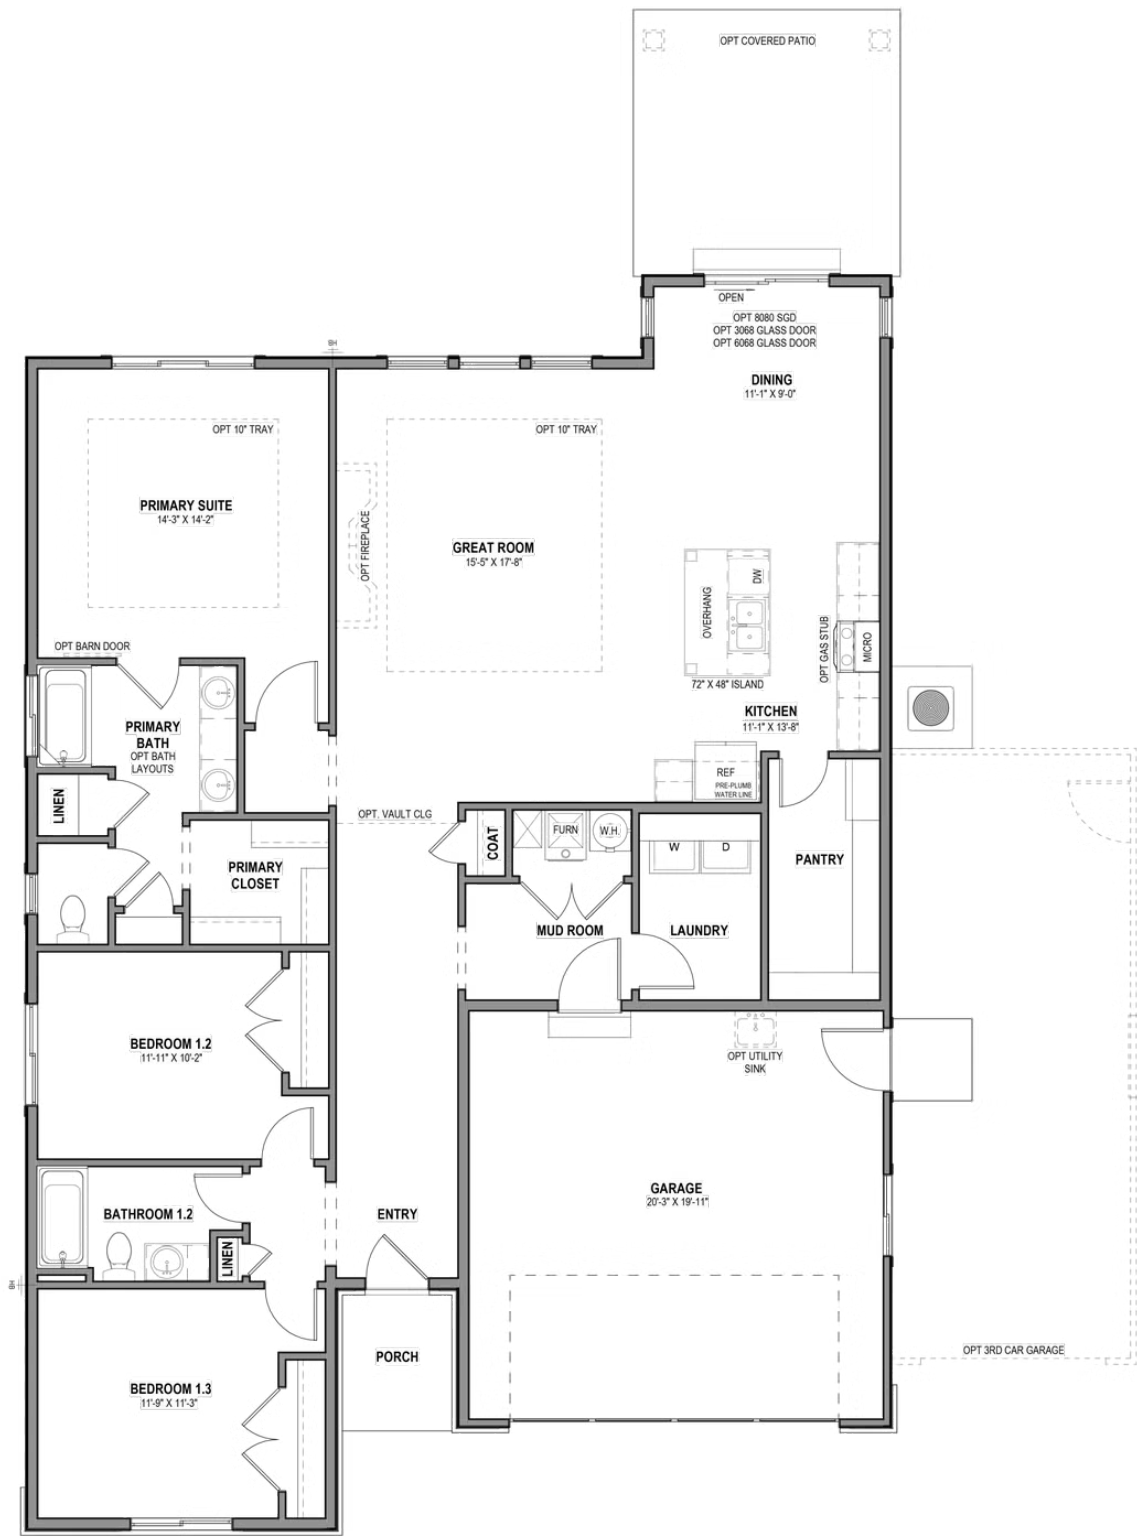 OPT COVERED PATIO
OPEN
OPT 8080 SGD
OPT 3068 GLASS DOOR
OPT 6068 GLASS DOOR
BH
DINING
11'-1" X 9'-0"
OPT 10" TRAY
OPT 10" TRAY
PRIMARY SUITE
14'-3" X 14'-2"
OPT FIREPLACE
GREAT ROOM
15'-5" X 17'-8"
OVERHANG
DW
OPT GAS STUB
MICRO
72" X 48" ISLAND
OPT BARN DOOR
KITCHEN
11'-1" X 13'-8"
PRIMARY
BATH
OPT BATH
LAYOUTS
REF
PRE-PLUMB
WATER LINE
LINEN
OPT. VAULT CLG
COAT
FURN
W.H.
W
D
PANTRY
PRIMARY
CLOSET
MUD ROOM
LAUNDRY
BEDROOM 1.2
11'-11" X 10'-2"
OPT UTILITY
SINK
GARAGE
20'-3" X 19'-11"
BATHROOM 1.2
ENTRY
LINEN
BH
PORCH
OPT 3RD CAR GARAGE
BEDROOM 1.3
11'-9" X 11'-3"